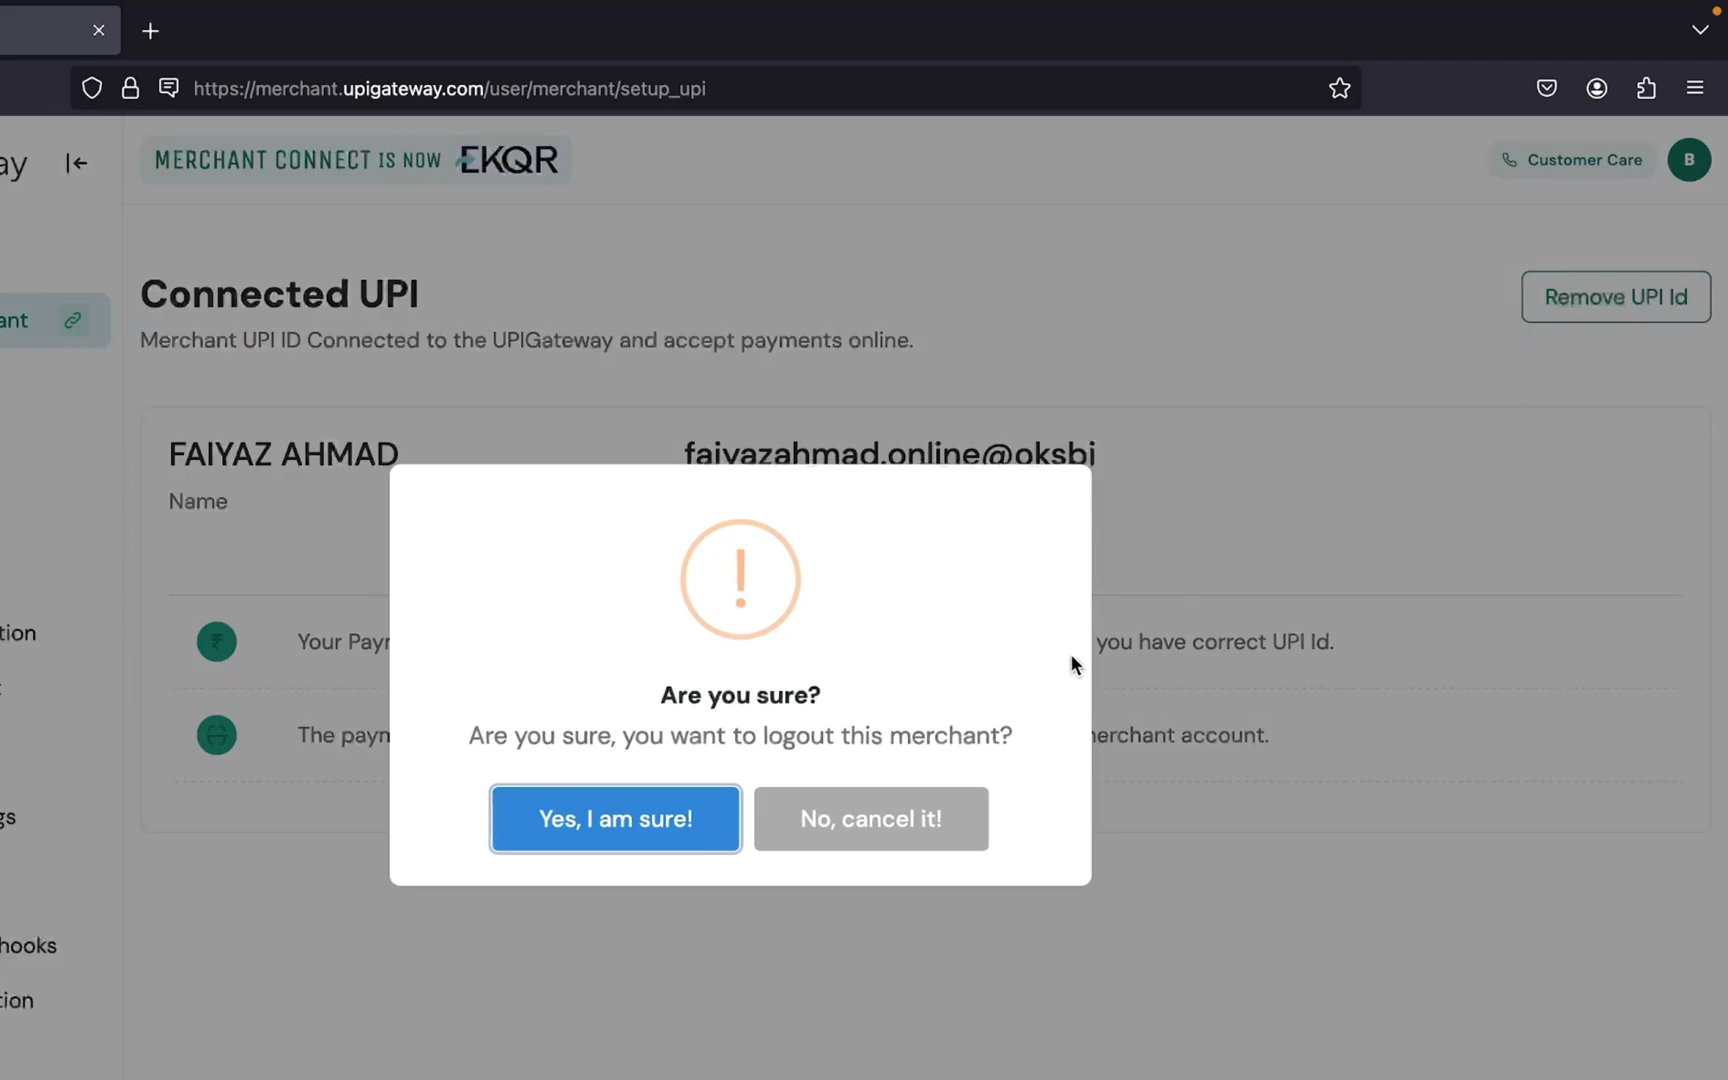 https://merchant.upigateway.com/user/merchant/setup_upi
ay
MERCHANT CONNECT IS NOW EKQR
Customer Care
B
Connected UPI
Remove UPI Id
ant
Merchant UPI ID Connected to the UPIGateway and accept payments online.
FAIYAZ AHMAD
faiyazahmad.online@oksbi
Name
!
tion
Your Payn
you have correct UPI Id.
Are you sure?
The payn
Are you sure, you want to logout this merchant?
erchant account.
gs
Yes, I am sure!
No, cancel it!
hooks
tion